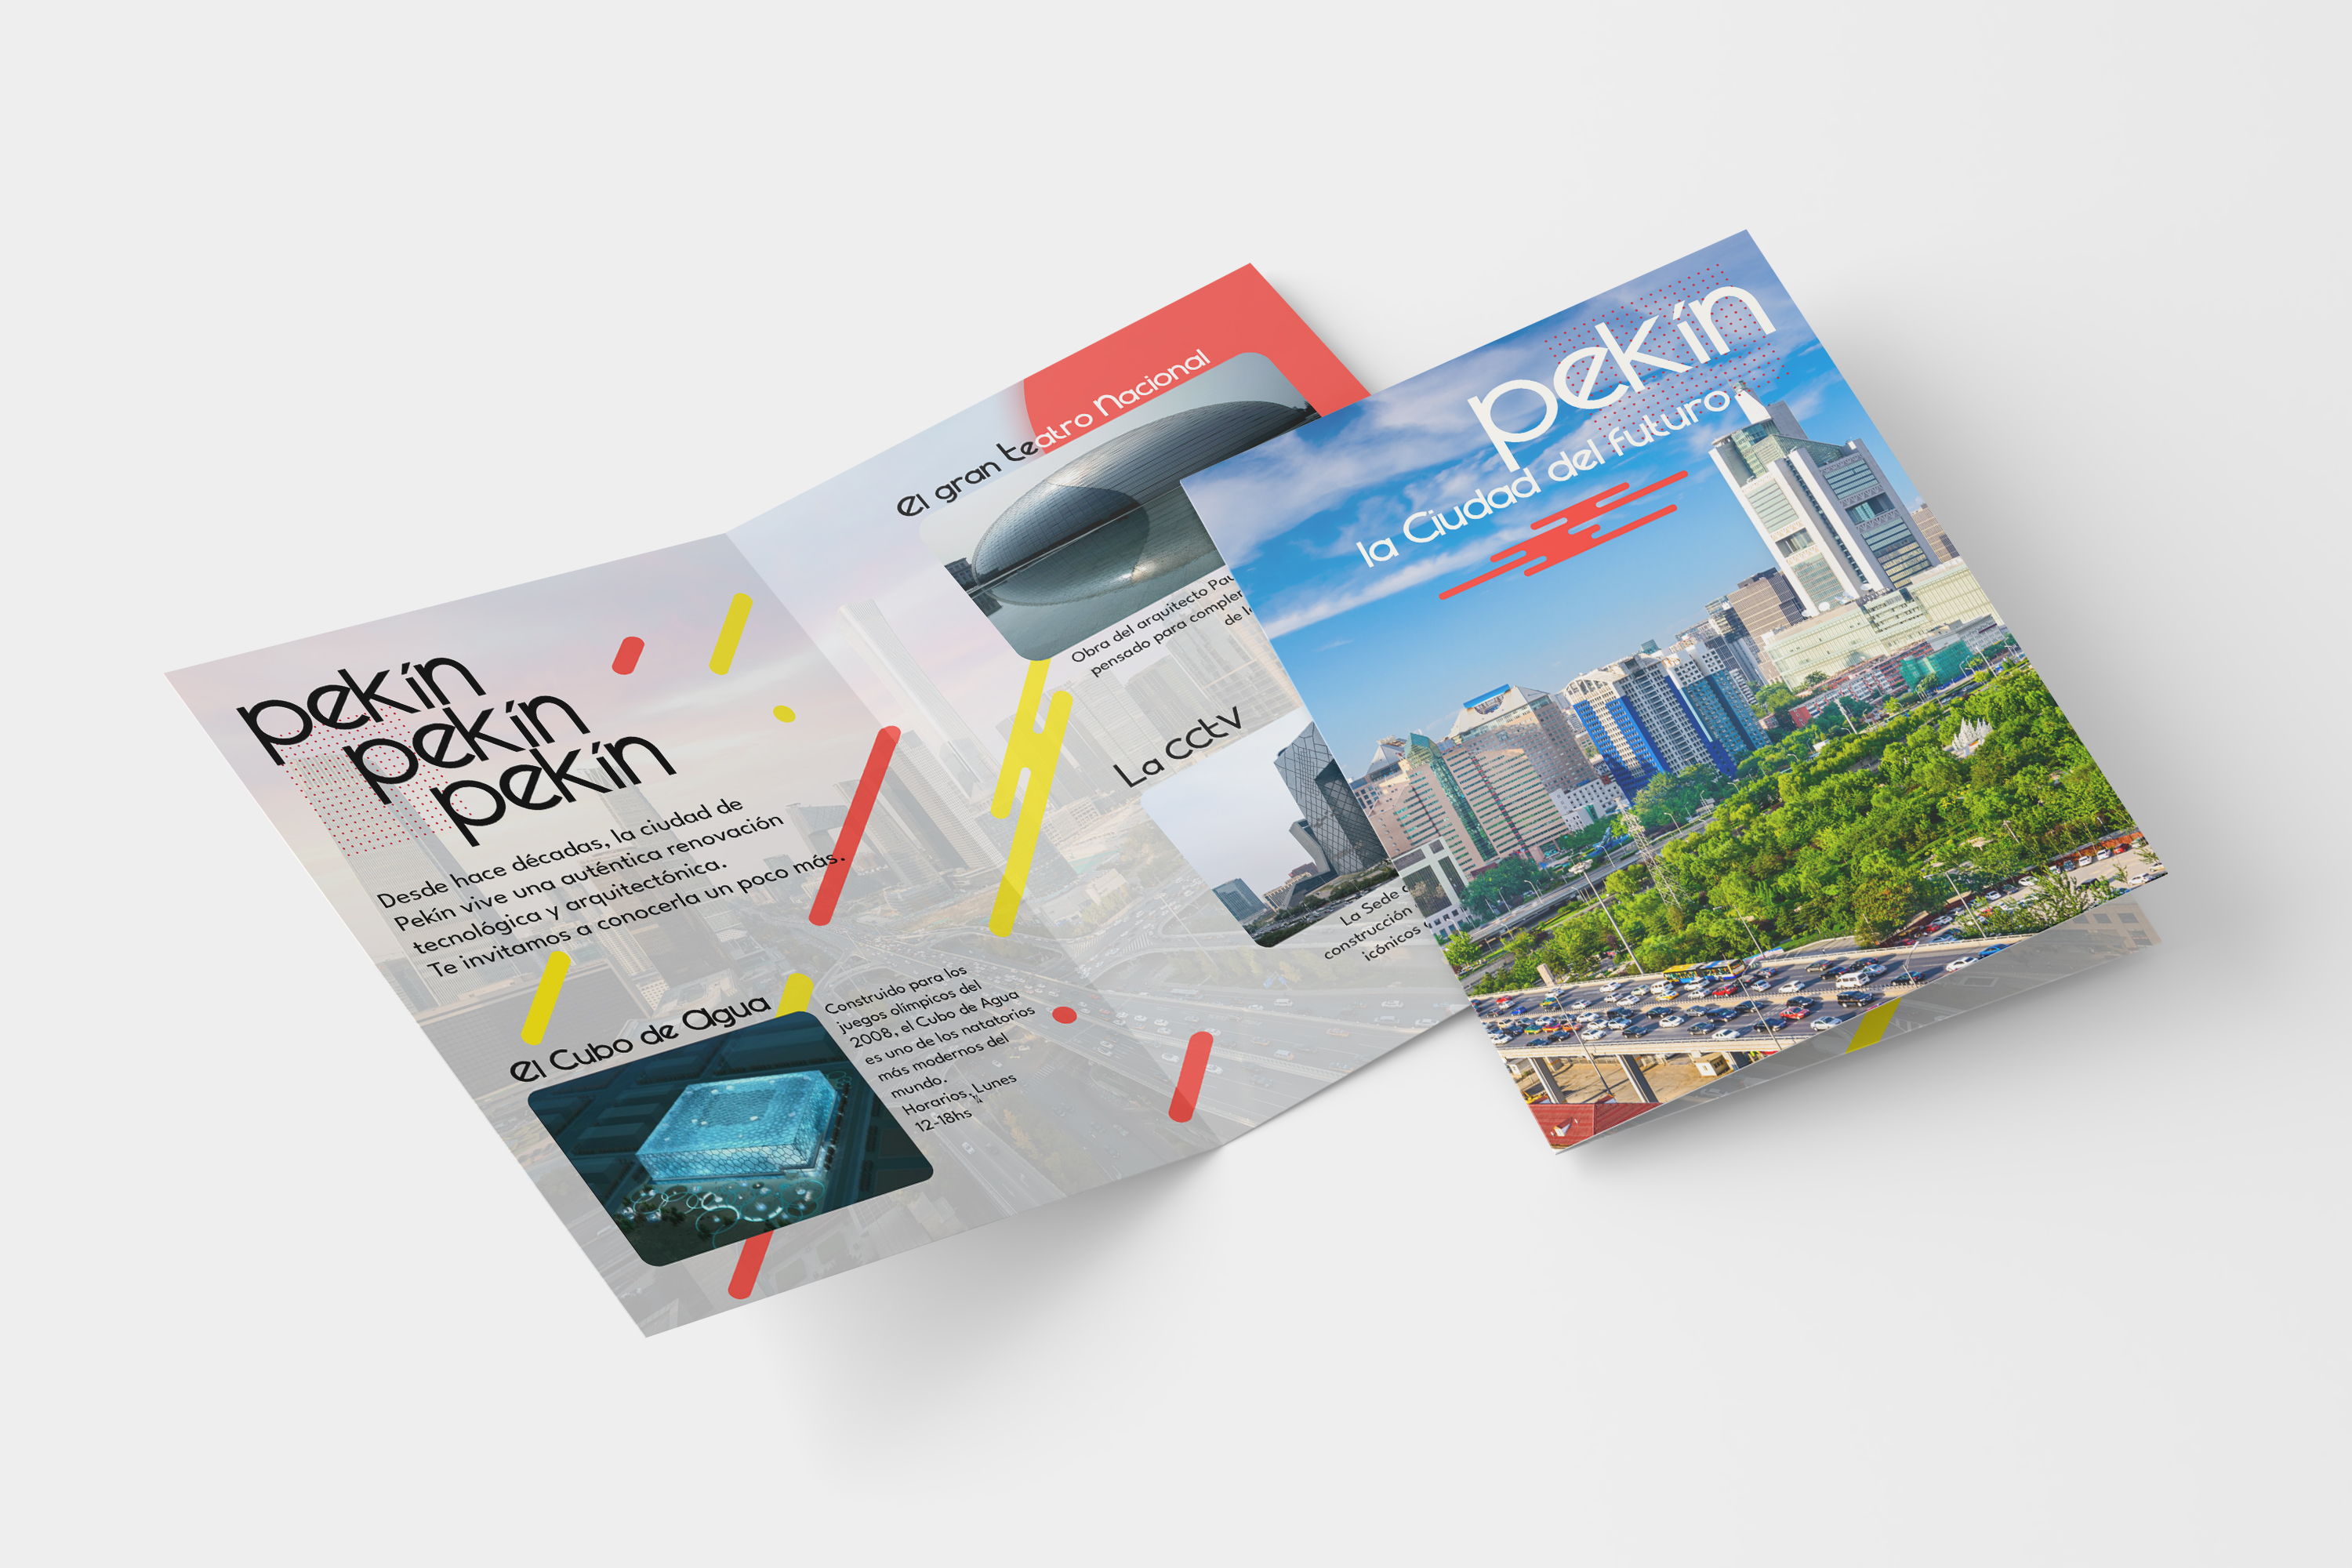 pekín
pekín
pekín
Desde hace décadas, la ciudad de
Pekín vive una auténtica renovación
tecnológica y arquitectónica.
Te invitamos a conocerla un poco más.
el Cubo de agua
Construido para los
juegos olímpicos del
2008, el Cubo de Agua
es uno de los natatorios
más modernos del
mundo.
Horarios, Lunes
12-18hs
el gran teatro nacional
Obra del arquitecto
pensado para
de
La cctv
La Sede
construcción
icónicos
pekín
la Ciudad del futuro